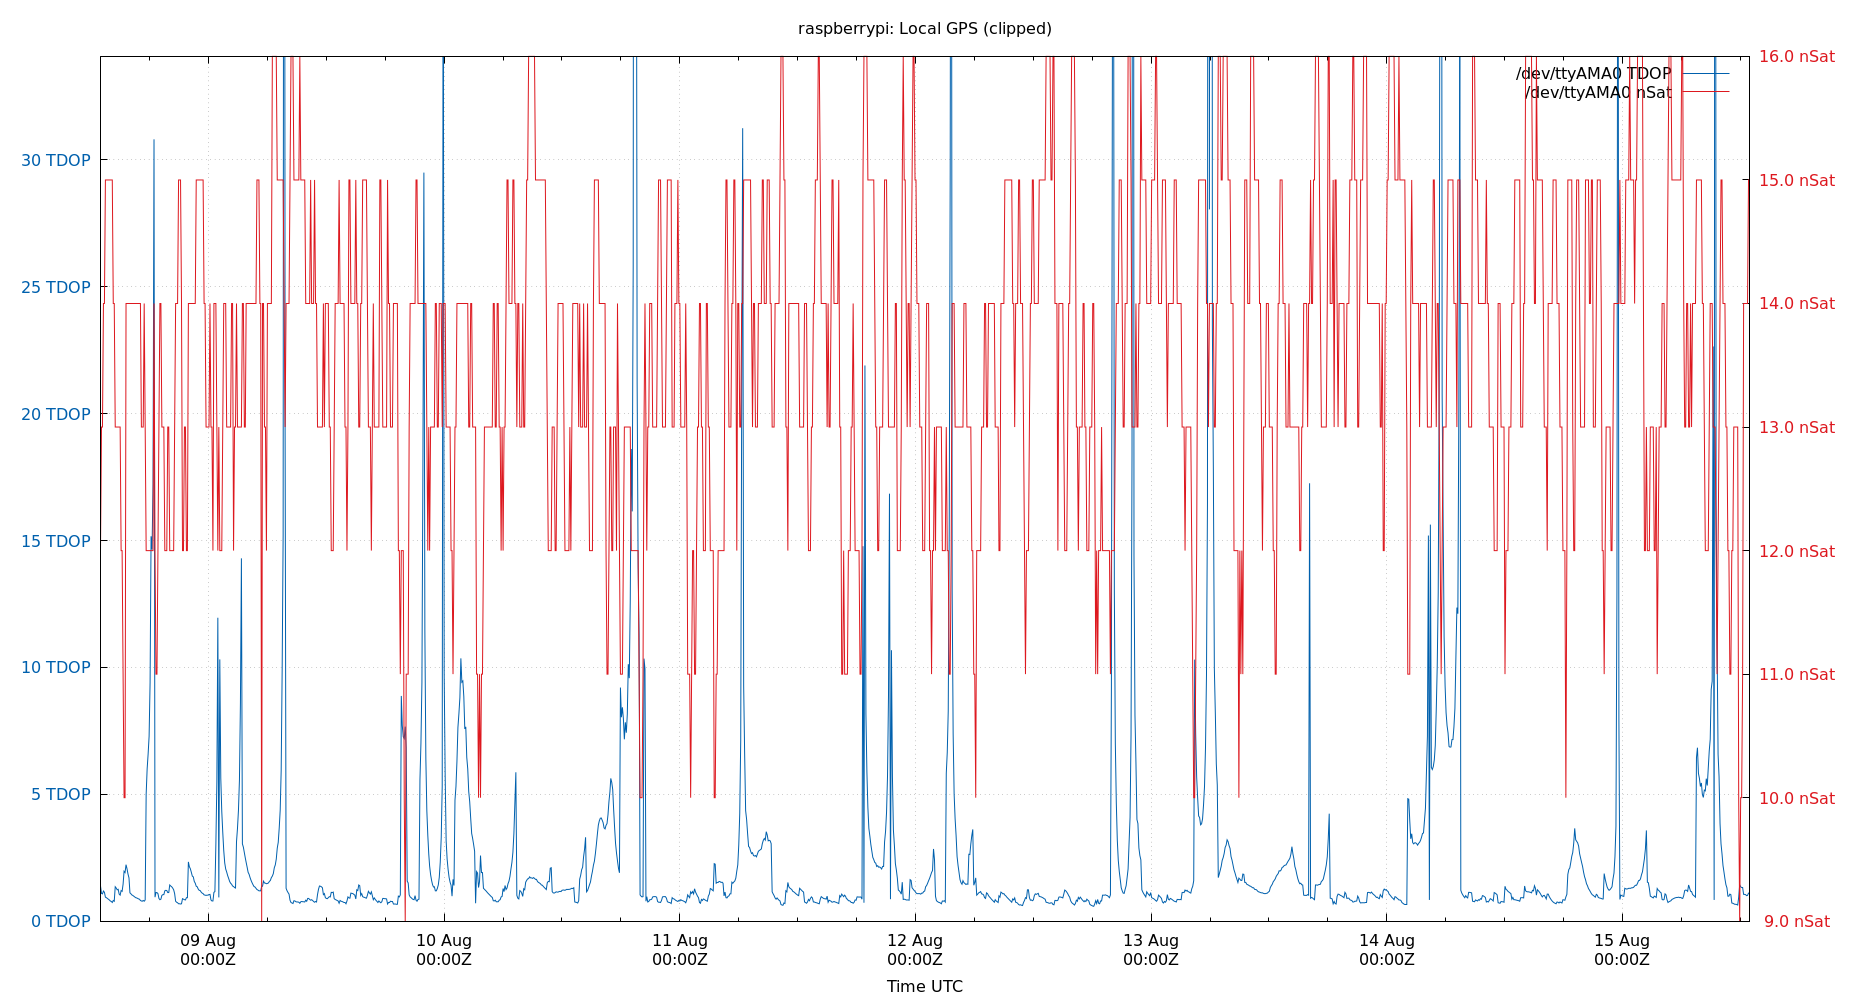 raspberrypi: Local GPS (clipped)
16.0 nSat
/dev/ttyAMA0 TDOP
/dev/ttyAMA0 nSat
30 TDOP
15.0 nSat
25 TDOP
14.0 nSat
20 TDOP
13.0 nSat
15 TDOP
12.0 nSat
10 TDOP
11.0 nSat
5 TDOP
10.0 nSat
0 TDOP
9.0 nSat
09 Aug
00:00Z
10 Aug
00:00Z
11 Aug
00:00Z
12 Aug
00:00Z
13 Aug
00:00Z
14 Aug
00:00Z
15 Aug
00:00Z
Time UTC